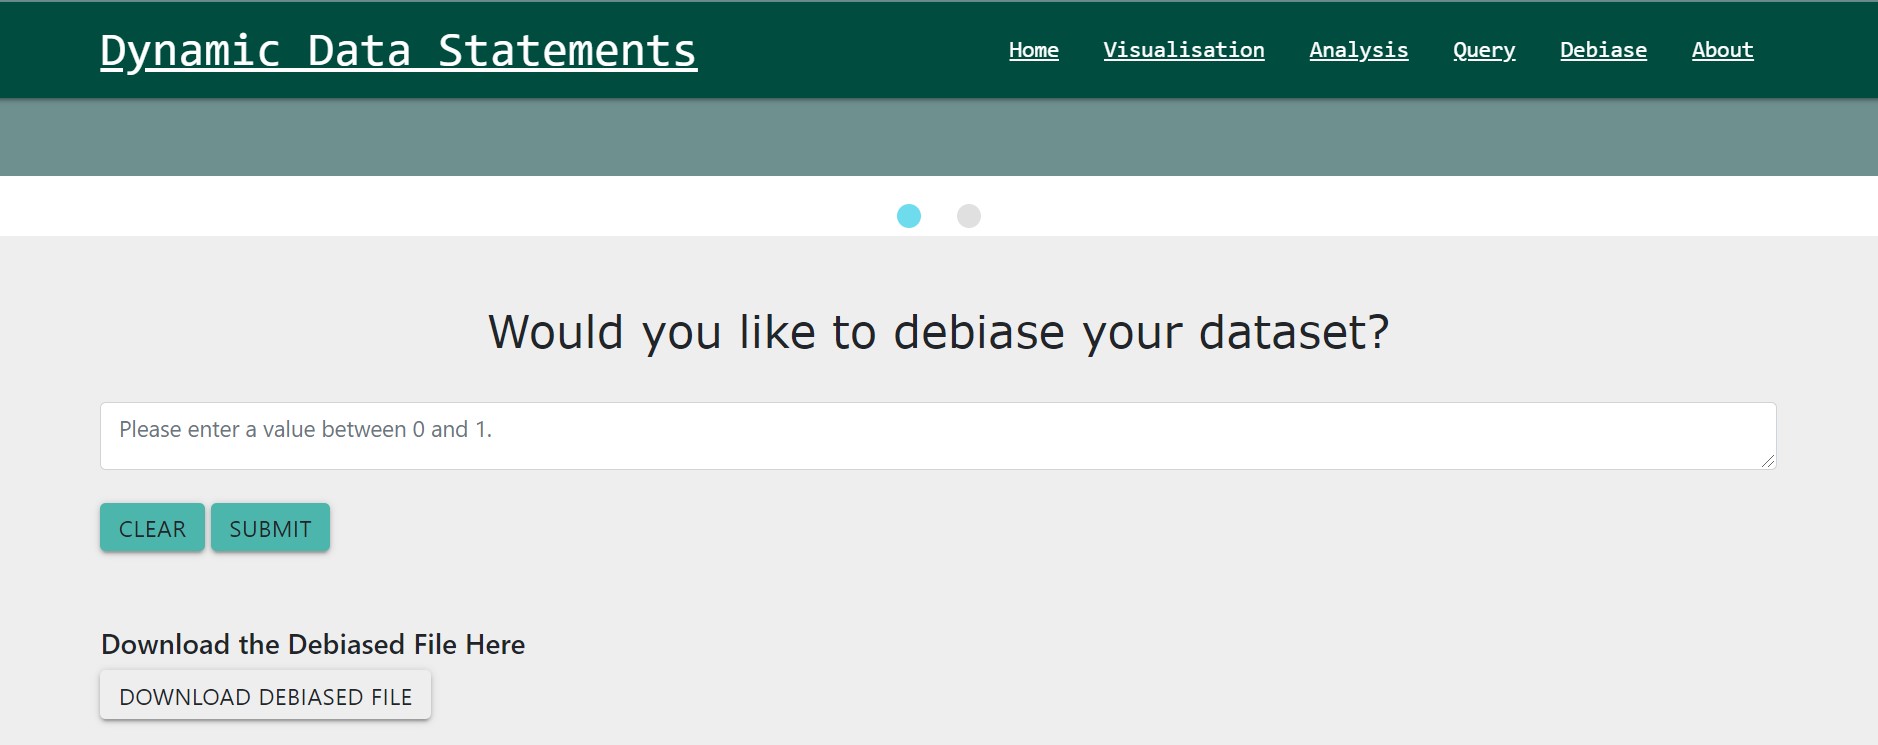 Dynamic Data Statements
Home Visualisation Analysis Query Debiase About
Would you like to debiase your dataset?
Please enter a value between 0 and 1.
CLEAR SUBMIT
Download the Debiased File Here
DOWNLOAD DEBIASED FILE